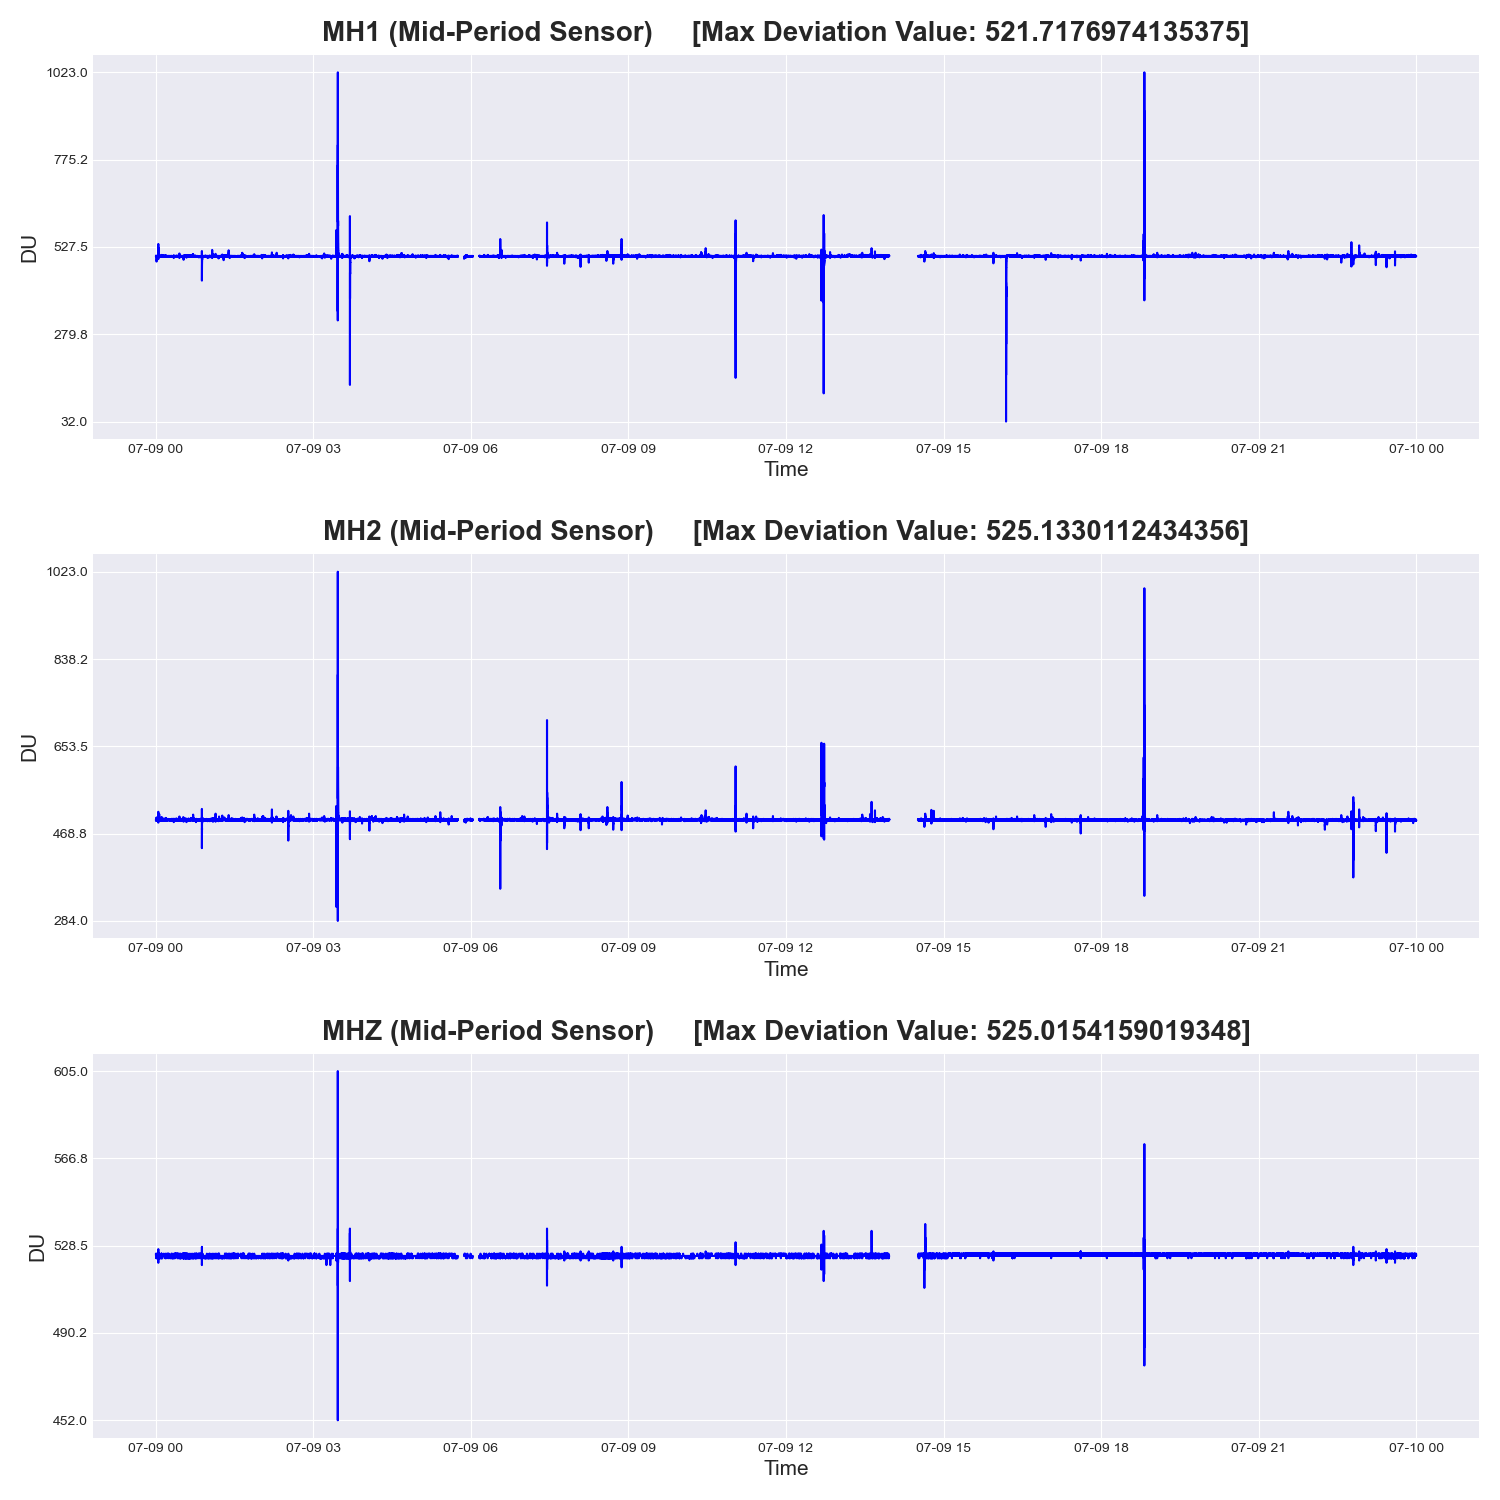 MH1 (Mid-Period Sensor) [Max Deviation Value: 521.7176974135375]
1023.0
775.2
527.5
279.8
32.0
DU
07-09 00 07-09 03 07-09 06 07-09 09 07-09 12 07-09 15 07-09 18 07-09 21 07-10 00
Time
MH2 (Mid-Period Sensor) [Max Deviation Value: 525.1330112434356]
1023.0
838.2
653.5
468.8
284.0
DU
07-09 00 07-09 03 07-09 06 07-09 09 07-09 12 07-09 15 07-09 18 07-09 21 07-10 00
Time
MHZ (Mid-Period Sensor) [Max Deviation Value: 525.0154159019348]
605.0
566.8
528.5
490.2
452.0
DU
07-09 00 07-09 03 07-09 06 07-09 09 07-09 12 07-09 15 07-09 18 07-09 21 07-10 00
Time